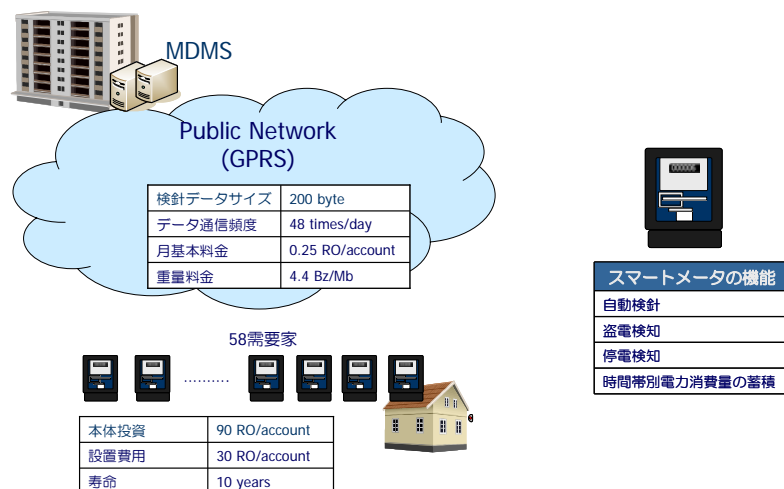 MDMS
Public Network
(GPRS)
検針データサイズ 200 byte
データ通信頻度 48 times/day
月基本料金 0.25 RO/account
重量料金 4.4 Bz/Mb
58需要家
..........
本体投資 90 RO/account
設置費用 30 RO/account
寿命 10 years
スマートメータの機能
自動検針
盗電検知
停電検知
時間帯別電力消費量の蓄積